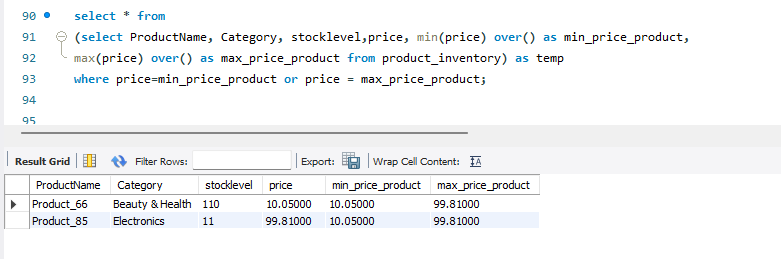 90 select * from
91 (select ProductName, Category, stocklevel,price, min(price) over() as min_price_product,
92 max(price) over() as max_price_product from product_inventory) as temp
93 where price=min_price_product or price = max_price_product;
94
95
Result Grid Filter Rows: Export: Wrap Cell Content:
ProductName Category stocklevel price min_price_product max_price_product
Product_66 Beauty & Health 110 10.05000 10.05000 99.81000
Product_85 Electronics 11 99.81000 10.05000 99.81000